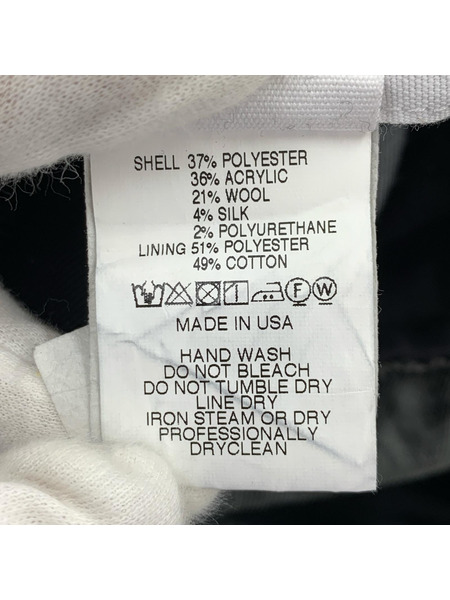 SHELL 37% POLYESTER
36% ACRYLIC
21% WOOL
4% SILK
2% POLYURETHANE
LINING 51% POLYESTER
49% COTTON
F W
MADE IN USA
HAND WASH
DO NOT BLEACH
DO NOT TUMBLE DRY
LINE DRY
IRON STEAM OR DRY
PROFESSIONALLY
DRYCLEAN